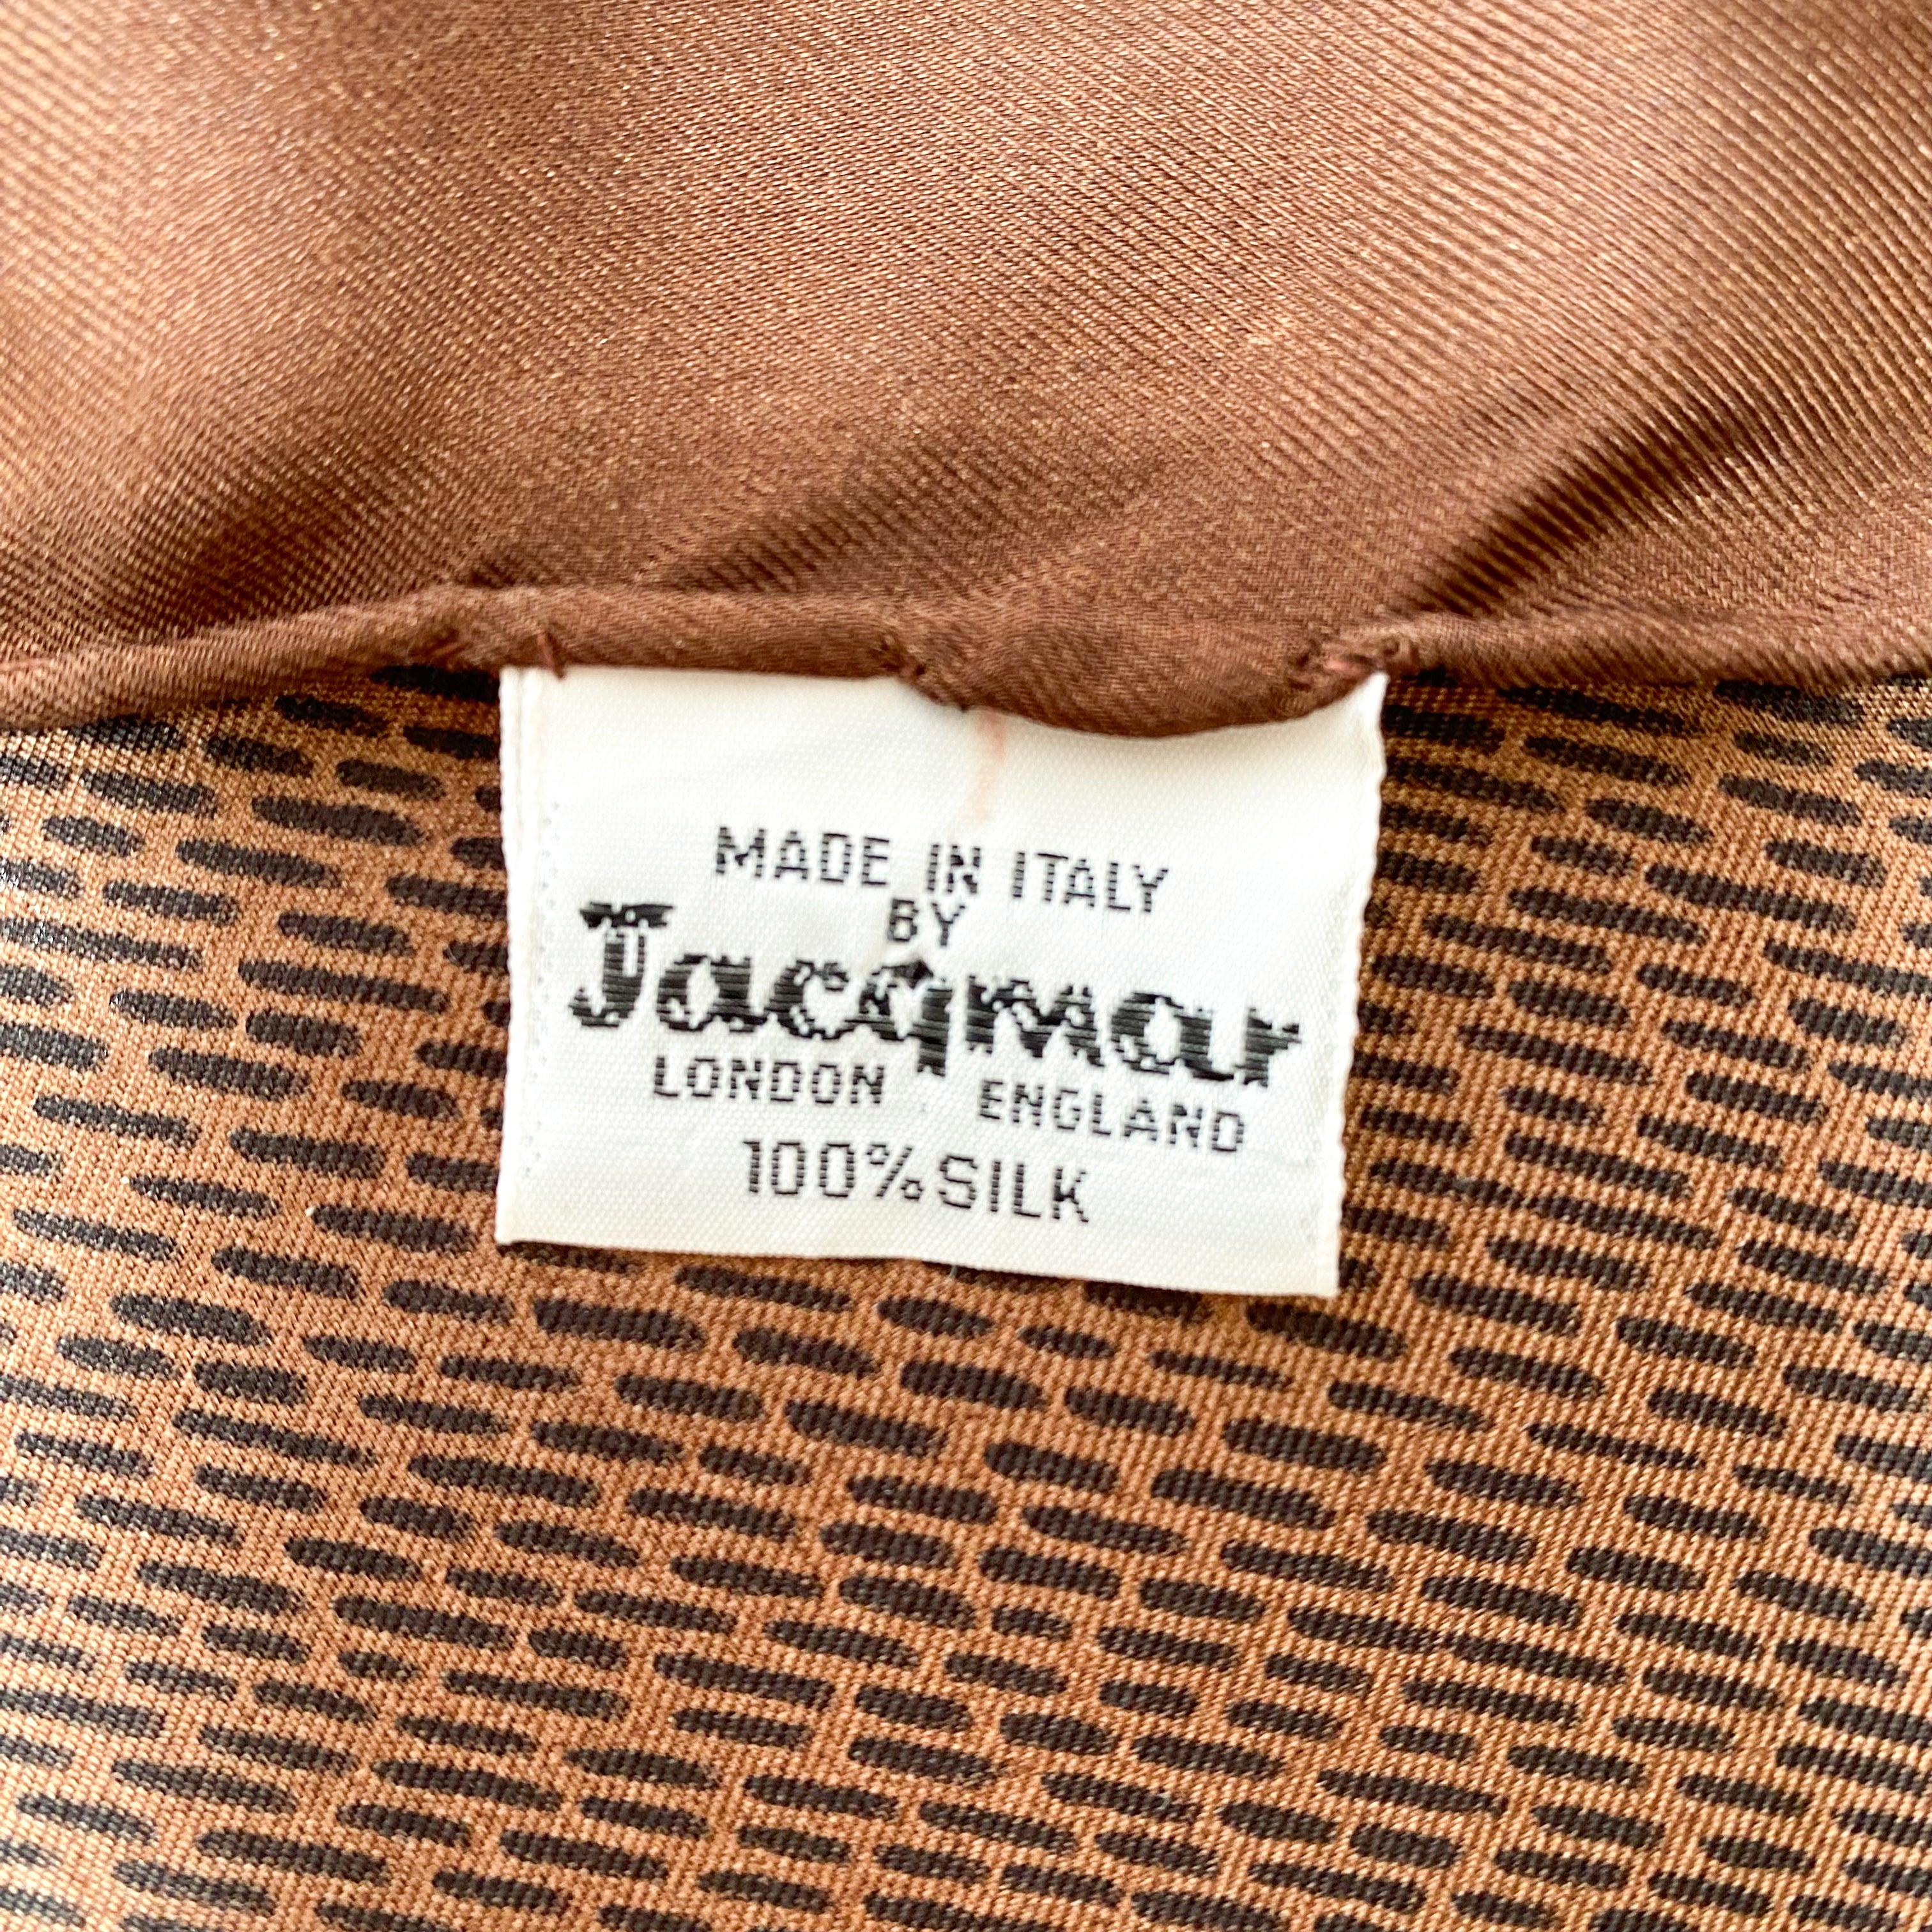 MADE IN ITALY
BY
Jacqmar
LONDON ENGLAND
100% SILK